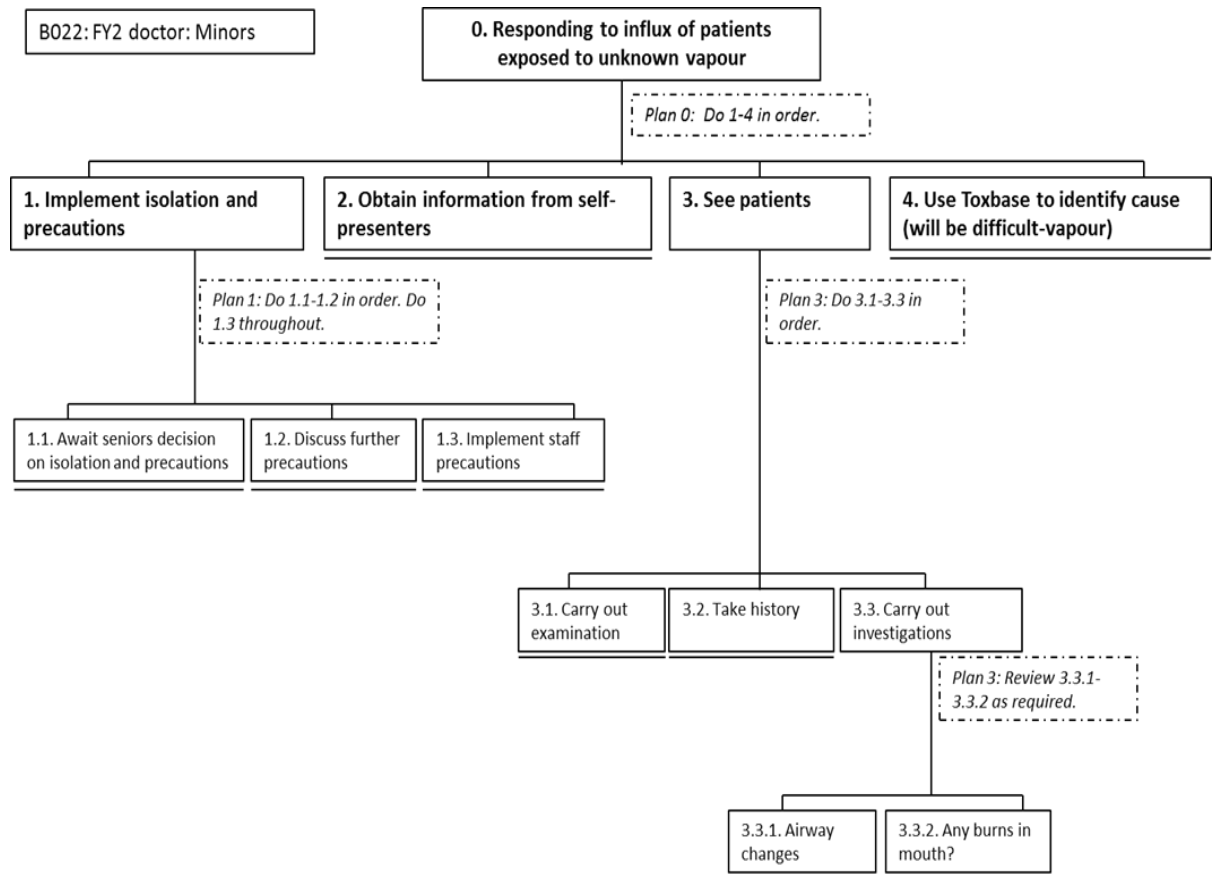 B022: FY2 doctor: Minors
0. Responding to influx of patients
exposed to unknown vapour
Plan 0:  Do 1-4 in order.
1. Implement isolation and
precautions
2. Obtain information from self-
presenters
3. See patients
4. Use Toxbase to identify cause
(will be difficult-vapour)
Plan 1: Do 1.1-1.2 in order. Do
1.3 throughout.
Plan 3: Do 3.1-3.3 in
order.
1.1. Await seniors decision
on isolation and precautions
1.2. Discuss further
precautions
1.3. Implement staff
precautions
3.1. Carry out
examination
3.2. Take history
3.3. Carry out
investigations
Plan 3: Review 3.3.1-
3.3.2 as required.
3.3.1. Airway
changes
3.3.2. Any burns in
mouth?